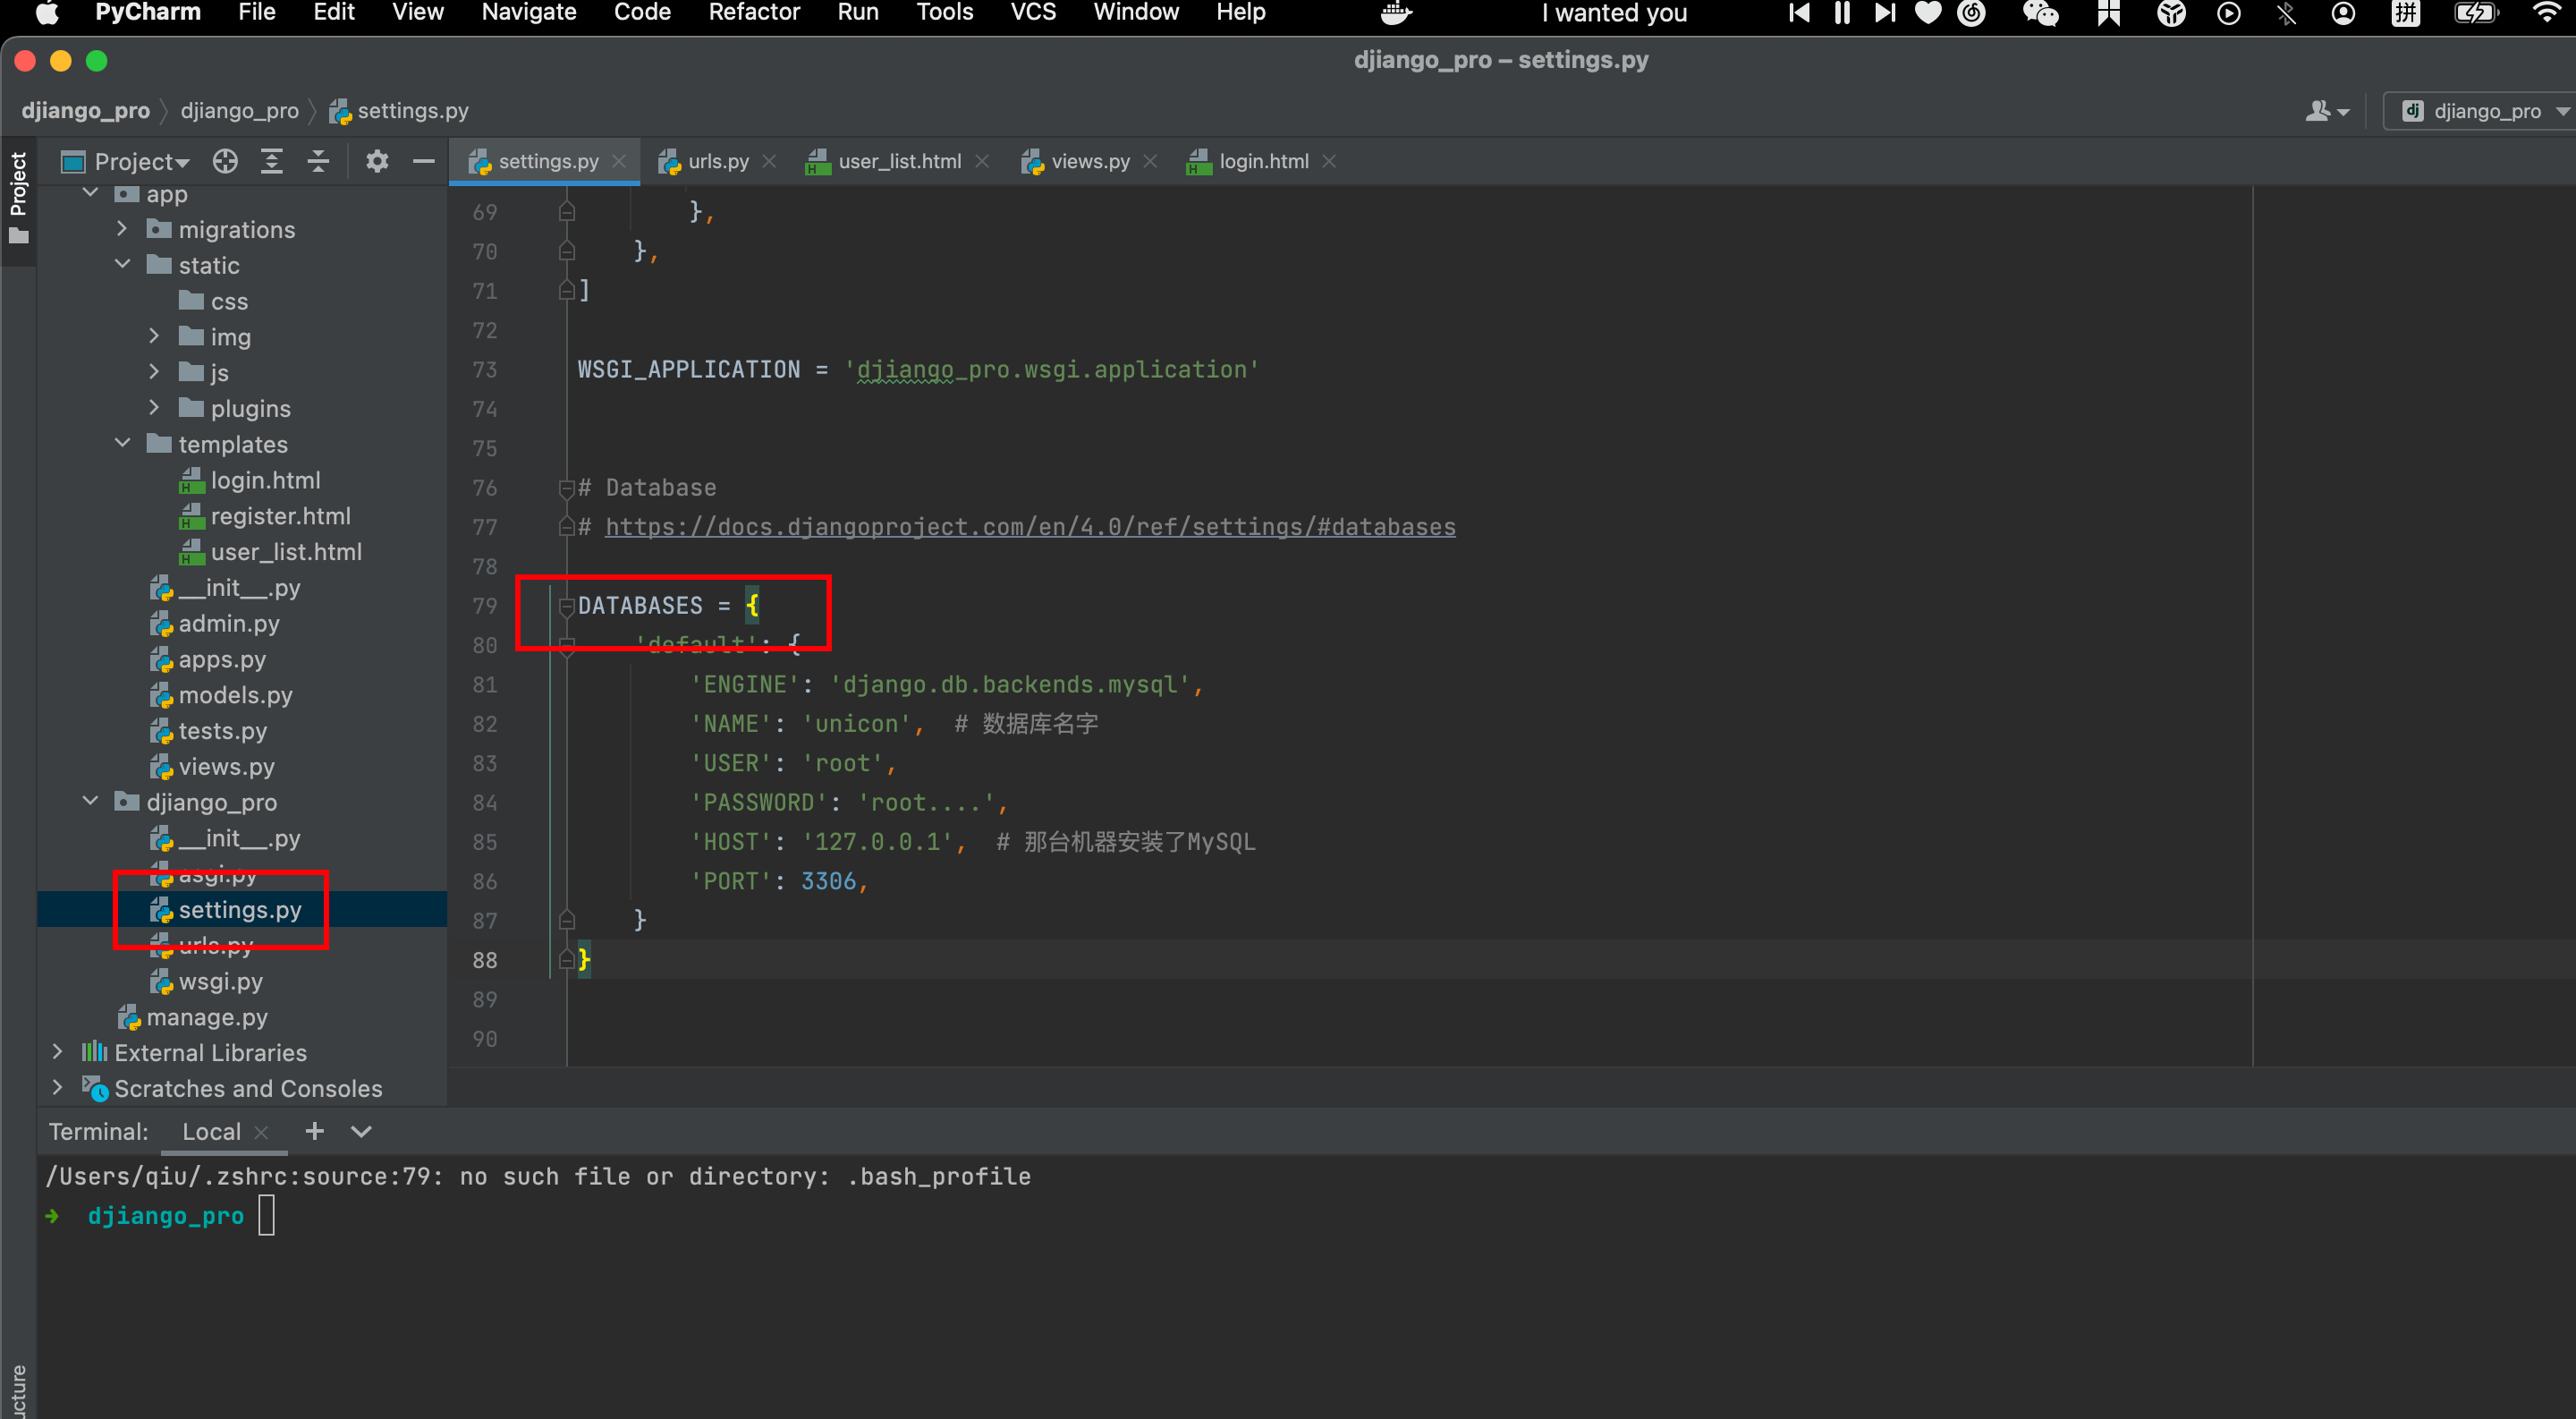 PyCharm File Edit View Navigate Code Refactor Run Tools VCS Window Help I wanted you 拼
djiango_pro – settings.py
djiango_pro djiango_pro settings.py dj djiango_pro
Project
Project settings.py urls.py user_list.html views.py login.html
app
migrations
static
css
img
js
plugins
templates
login.html
register.html
user_list.html
__init__.py
admin.py
apps.py
models.py
tests.py
views.py
djiango_pro
__init__.py
asgi.py
settings.py
urls.py
wsgi.py
manage.py
External Libraries
Scratches and Consoles
69 },
70 },
71 ]
72
73 WSGI_APPLICATION = 'djiango_pro.wsgi.application'
74
75
76 # Database
77 # https://docs.djangoproject.com/en/4.0/ref/settings/#databases
78
79 DATABASES = {
80 'default': {
81 'ENGINE': 'django.db.backends.mysql',
82 'NAME': 'unicon', # 数据库名字
83 'USER': 'root',
84 'PASSWORD': 'root....',
85 'HOST': '127.0.0.1', # 那台机器安装了MySQL
86 'PORT': 3306,
87 }
88 }
89
90
Terminal: Local
/Users/qiu/.zshrc:source:79: no such file or directory: .bash_profile
➜ djiango_pro